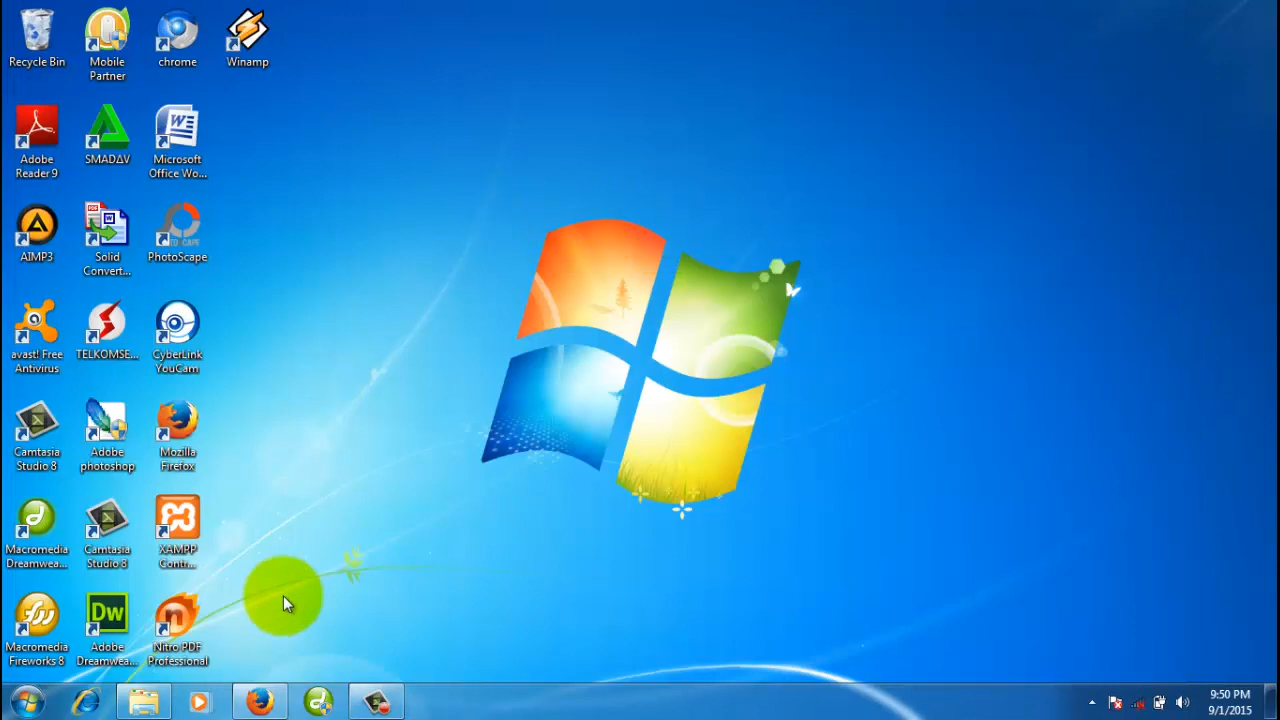 Recycle Bin
Mobile
Partner
chrome
Winamp
Adobe
Reader 9
SMADΔV
Microsoft
Office Wo...
AIMP3
Solid
Convert...
PhotoScape
avast! Free
Antivirus
TELKOMSE...
CyberLink
YouCam
Camtasia
Studio 8
Adobe
photoshop
Mozilla
Firefox
Macromedia
Dreamwea...
Camtasia
Studio 8
XAMPP
Contr...
Macromedia
Fireworks 8
Dw
Adobe
Dreamwea...
Nitro PDF
Professional
9:50 PM
9/1/2015